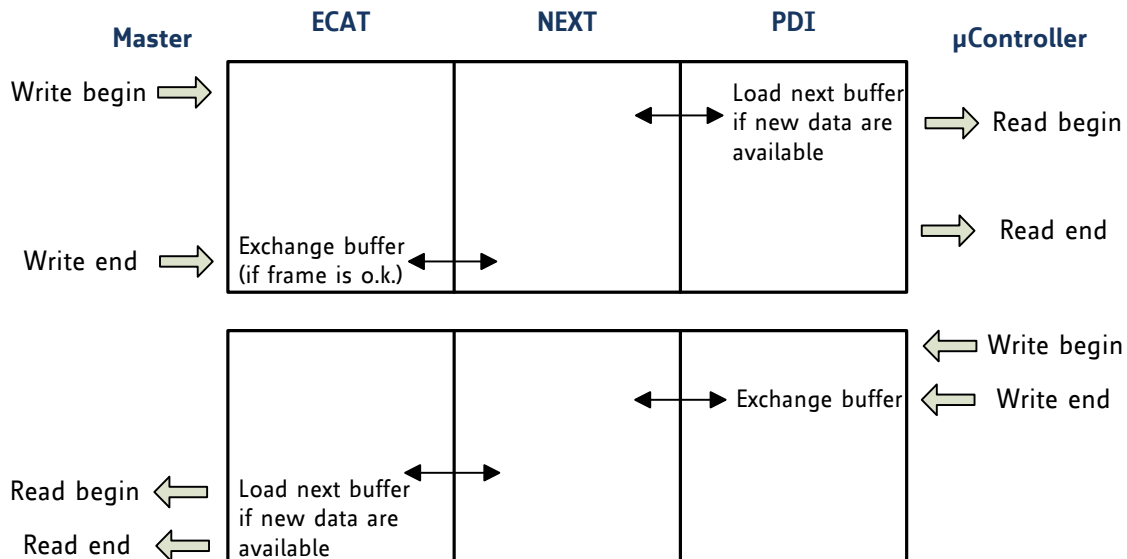 ECAT NEXT PDI
Master µController
Write begin
Load next buffer
if new data are
available
Read begin
Read end
Write end
Exchange buffer
(if frame is o.k.)
Write begin
Exchange buffer
Write end
Read begin
Load next buffer
if new data are
available
Read end